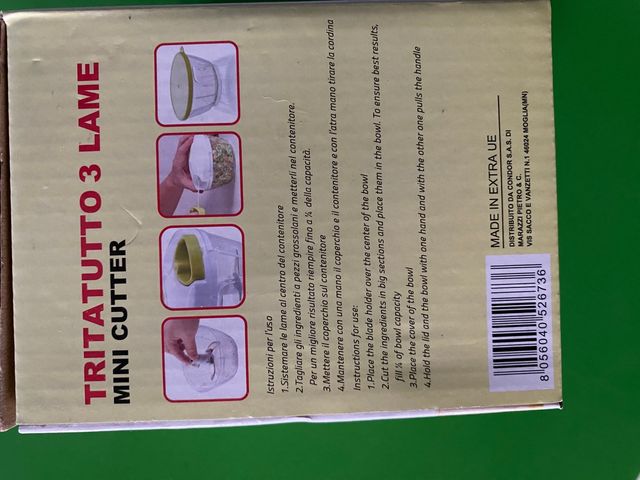 TRITATUTTO 3 LAME
MINI CUTTER
Istruzioni per l'uso
1.Sistemare le lame al centro del contenitore
2.Tagliare gli ingredienti a pezzi grossolani e metterli nel contenitore.
Per un migliore risultato riempire fino a ¼ della capacità.
3.Mettere il coperchio sul contenitore
4.Mantenere con una mano il coperchio e il contenitore e con l'atra mano tirare la cordina
Instructions for use:
1.Place the blade holder over the center of the bowl
2.Cut the ingredients in big sections and place them in the bowl. To ensure best results,
fill ¼ of bowl capacity
3.Place the cover of the bowl
4.Hold the lid and the bowl with one hand and with the other one pulls the handle
MADE IN EXTRA UE
DISTRIBUITO DA CONDOR S.A.S. DI
MARAZZI PIETRO & C.
VIS SACCO E VANZETTI N.1 46024 MOGLIA(MN)
8 056040 526736